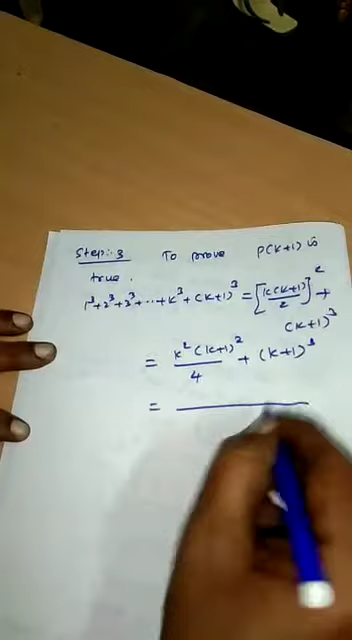 Step:-3 To prove P(k+1) is
true.
1³+2³+3³+...+k³+(k+1)³ = [k(k+1)/2]² +
(k+1)³
= k²(k+1)²/4 + (k+1)³
=